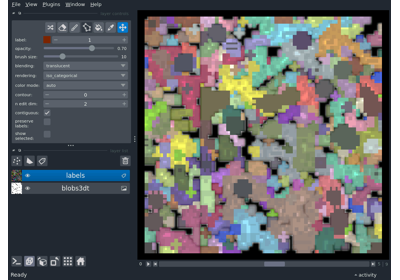 File View Plugins Window Help
label: 1
opacity: 0.70
brush size: 10
blending: translucent
rendering: iso_categorical
color mode: auto
contour: 0
n edit dim: 2
contiguous:
preserve labels:
show selected:
labels
blobs3dt
Ready
activity